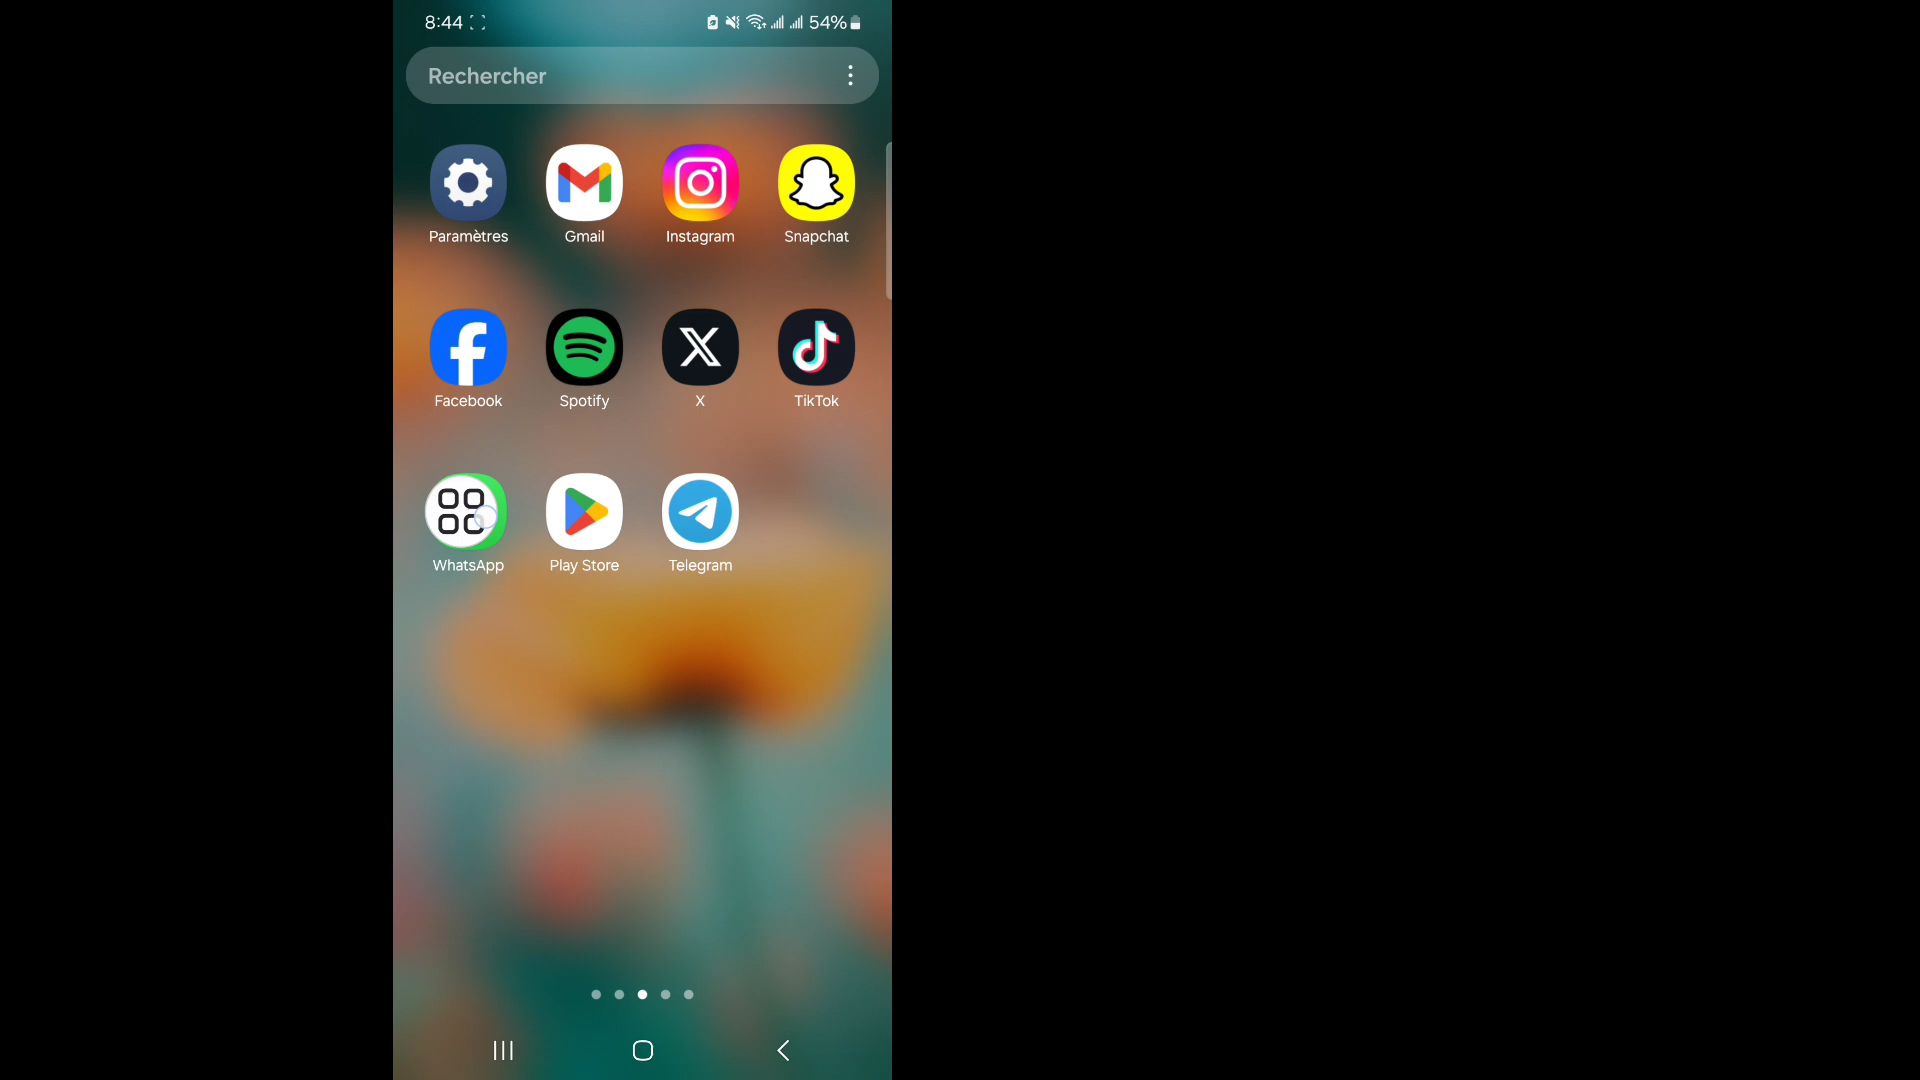 8:44
54%
Rechercher
Paramètres
Gmail
Instagram
Snapchat
Facebook
Spotify
X
TikTok
WhatsApp
Play Store
Telegram